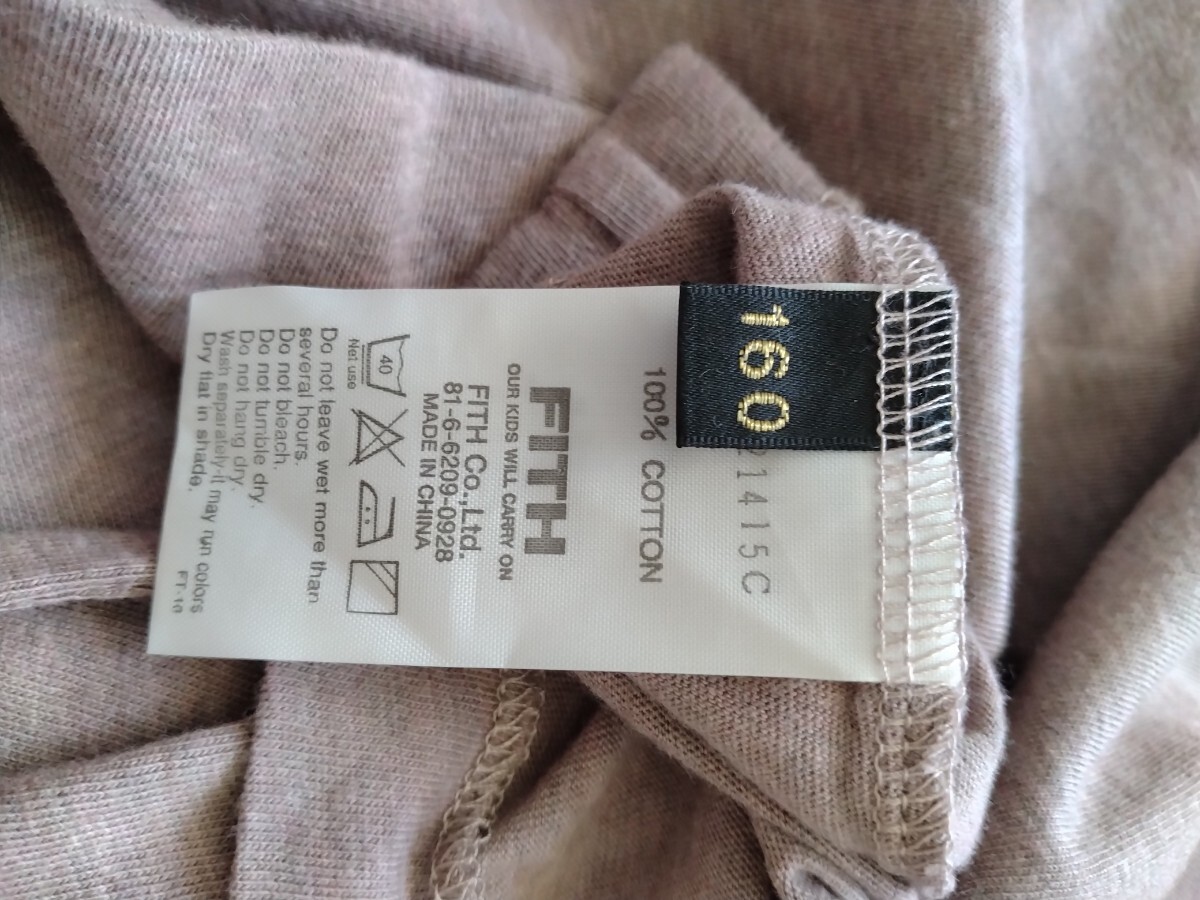 160
21415C
100% COTTON
FITH
OUR KIDS WILL CARRY ON
FITH Co.,Ltd.
81-6-6209-0928
MADE IN CHINA
40
Net use
Do not leave wet more than
several hours.
Do not bleach.
Do not tumble dry.
Do not hang dry.
Wash separately-it may run colors
Dry flat in shade.
FT-10